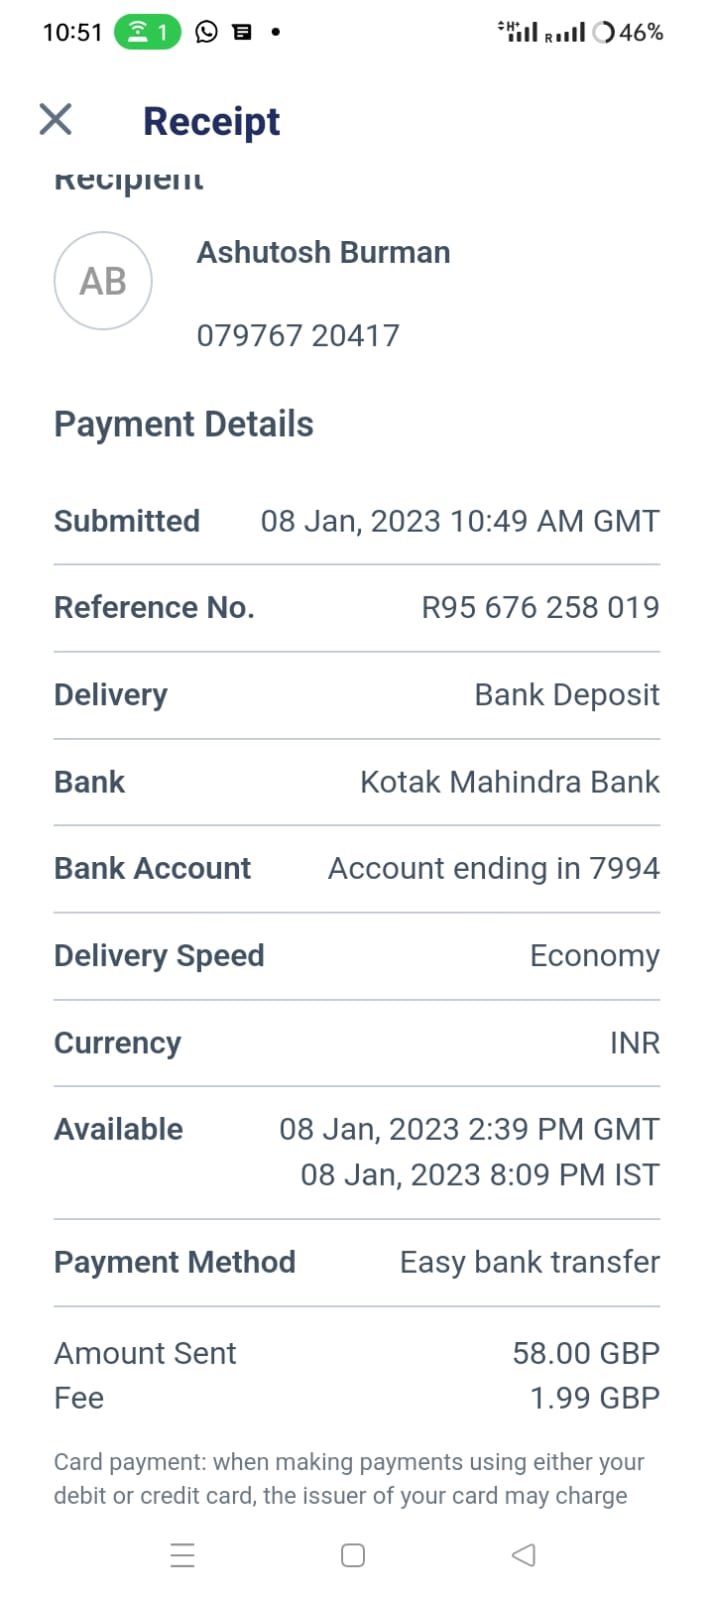 10:51 1 46%
Receipt
Recipient
AB
Ashutosh Burman
079767 20417
Payment Details
Submitted 08 Jan, 2023 10:49 AM GMT
Reference No. R95 676 258 019
Delivery Bank Deposit
Bank Kotak Mahindra Bank
Bank Account Account ending in 7994
Delivery Speed Economy
Currency INR
Available 08 Jan, 2023 2:39 PM GMT
08 Jan, 2023 8:09 PM IST
Payment Method Easy bank transfer
Amount Sent 58.00 GBP
Fee 1.99 GBP
Card payment: when making payments using either your
debit or credit card, the issuer of your card may charge